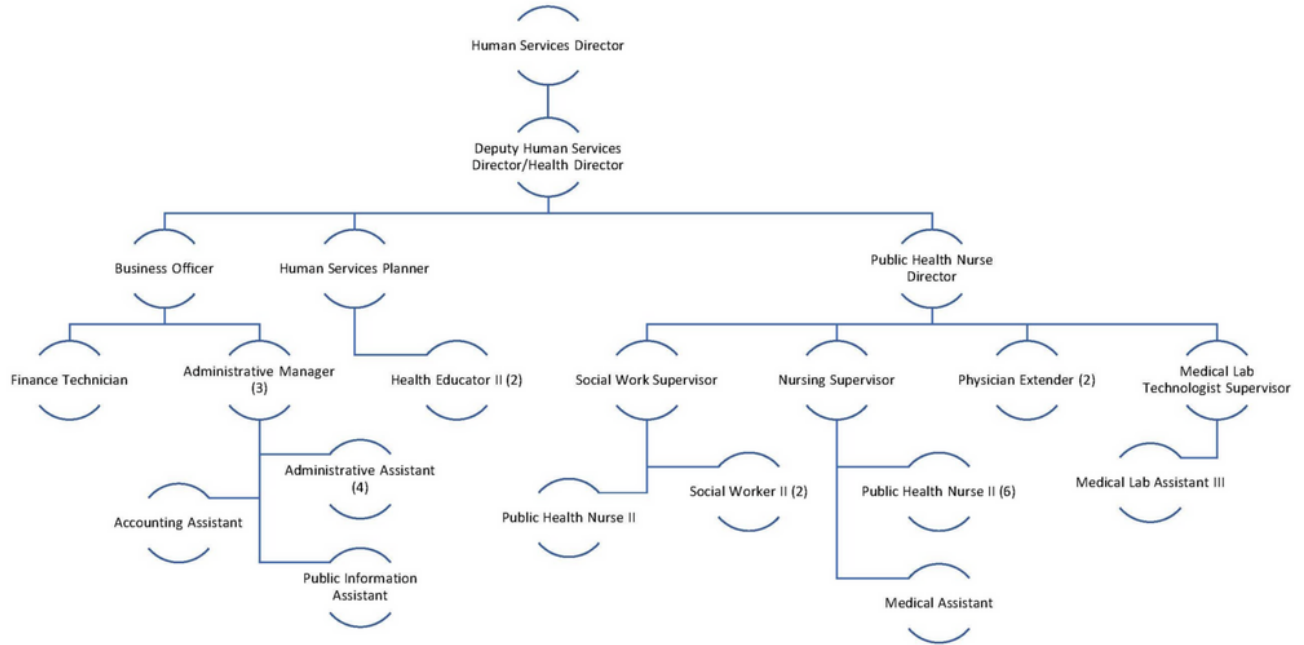 Human Services Director
Deputy Human Services
Director/Health Director
Business Officer
Human Services Planner
Public Health Nurse
Director
Finance Technician
Administrative Manager
(3)
Health Educator II (2)
Social Work Supervisor
Nursing Supervisor
Physician Extender (2)
Medical Lab
Technologist Supervisor
Administrative Assistant
(4)
Accounting Assistant
Public Information
Assistant
Public Health Nurse II
Social Worker II (2)
Public Health Nurse II (6)
Medical Assistant
Medical Lab Assistant III